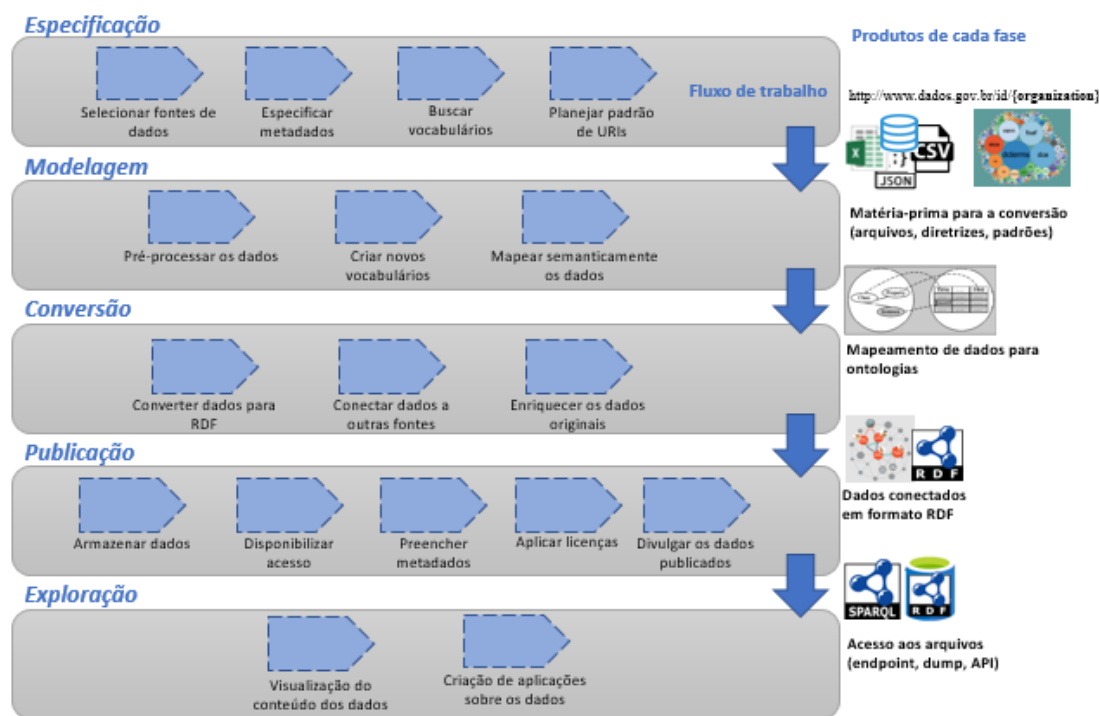 Especificação
Produtos de cada fase
Selecionar fontes de
dados
Especificar
metadados
Buscar
vocabulários
Planejar padrão
de URIs
Fluxo de trabalho
http://www.dados.gov.br/id/{organization}
X
{ ; }
CSV
JSON
Matéria-prima para a conversão
(arquivos, diretrizes, padrões)
Modelagem
Pré-processar os dados
Criar novos
vocabulários
Mapear semanticamente
os dados
Mapeamento de dados para
ontologias
Conversão
Converter dados para
RDF
Conectar dados a
outras fontes
Enriquecer os dados
originais
RDF
Dados conectados
em formato RDF
Publicação
Armazenar dados
Disponibilizar
acesso
Preencher
metadados
Aplicar licenças
Divulgar os dados
publicados
SPARQL
RDF
Acesso aos arquivos
(endpoint, dump, API)
Exploração
Visualização do
conteúdo dos dados
Criação de aplicações
sobre os dados